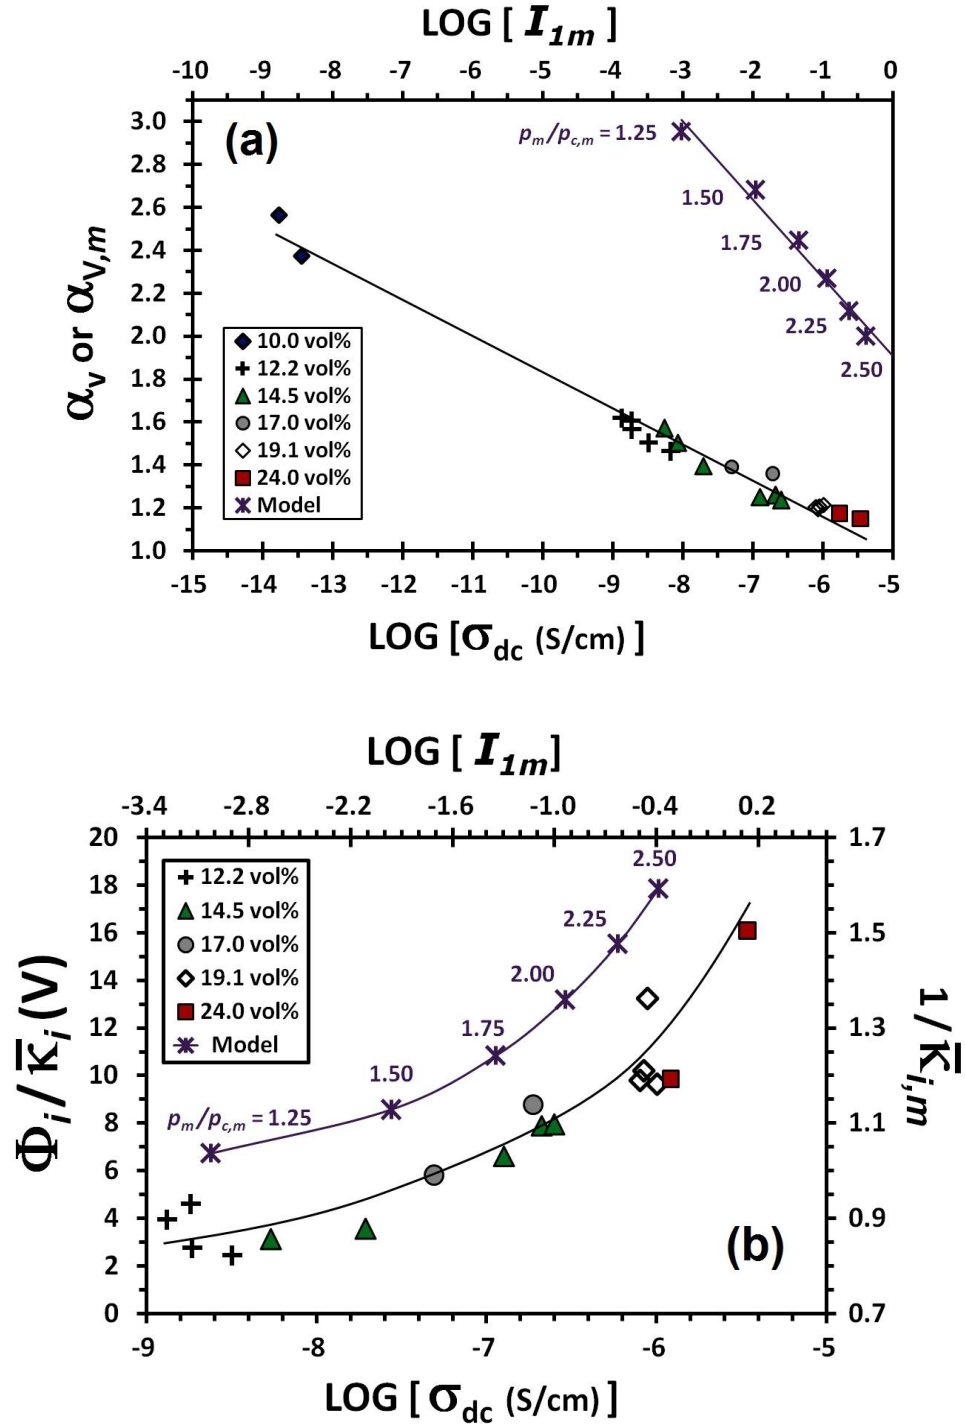 LOG [ I1m ]
-10 -9 -8 -7 -6 -5 -4 -3 -2 -1 0
(a)
αV or αV,m
3.0
2.8
2.6
2.4
2.2
2.0
1.8
1.6
1.4
1.2
1.0
pm/pc,m = 1.25
1.50
1.75
2.00
2.25
2.50
10.0 vol%
12.2 vol%
14.5 vol%
17.0 vol%
19.1 vol%
24.0 vol%
Model
-15 -14 -13 -12 -11 -10 -9 -8 -7 -6 -5
LOG [σdc (S/cm) ]
LOG [ I1m]
-3.4 -2.8 -2.2 -1.6 -1.0 -0.4 0.2
Φi/κ̅i (V)
20
18
16
14
12
10
8
6
4
2
0
12.2 vol%
14.5 vol%
17.0 vol%
19.1 vol%
24.0 vol%
Model
2.50
2.25
2.00
1.75
1.50
pm/pc,m = 1.25
(b)
1.7
1.5
1.3
1.1
0.9
0.7
1/κ̅i,m
-9 -8 -7 -6 -5
LOG [ σdc (S/cm) ]